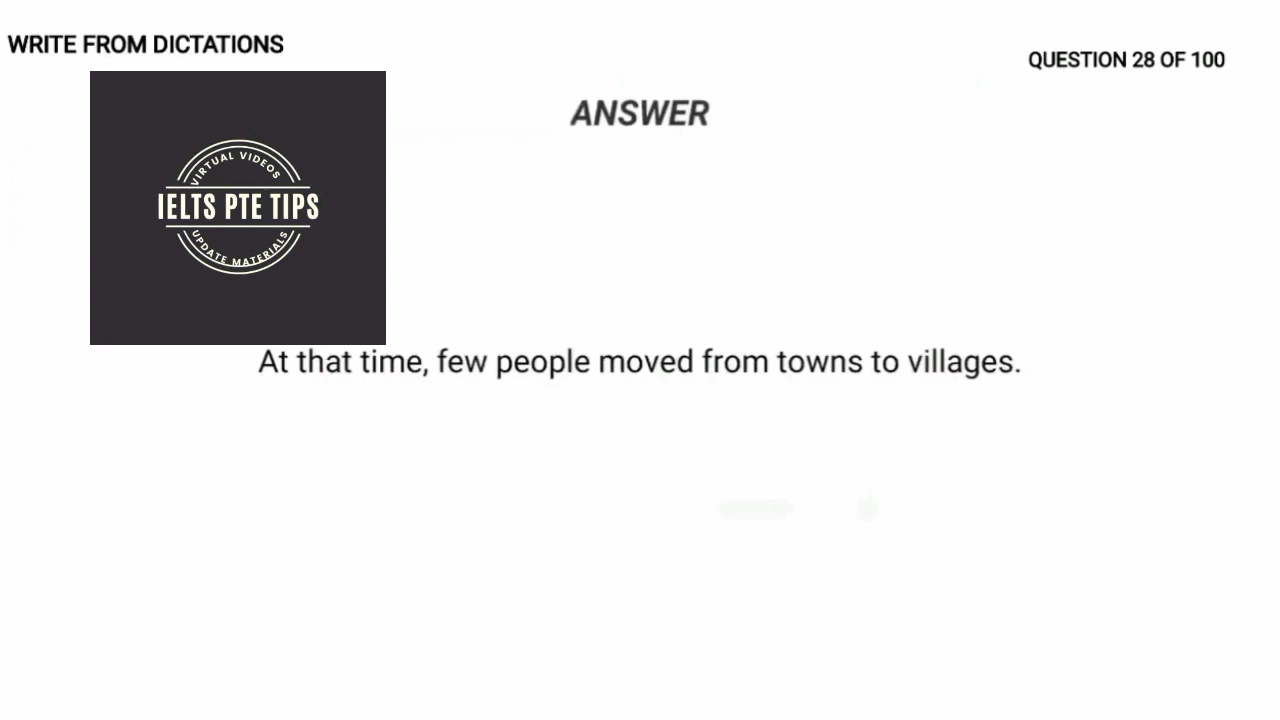 WRITE FROM DICTATIONS
QUESTION 28 OF 100
ANSWER
VIRTUAL VIDEOS
IELTS PTE TIPS
UPDATE MATERIALS
At that time, few people moved from towns to villages.